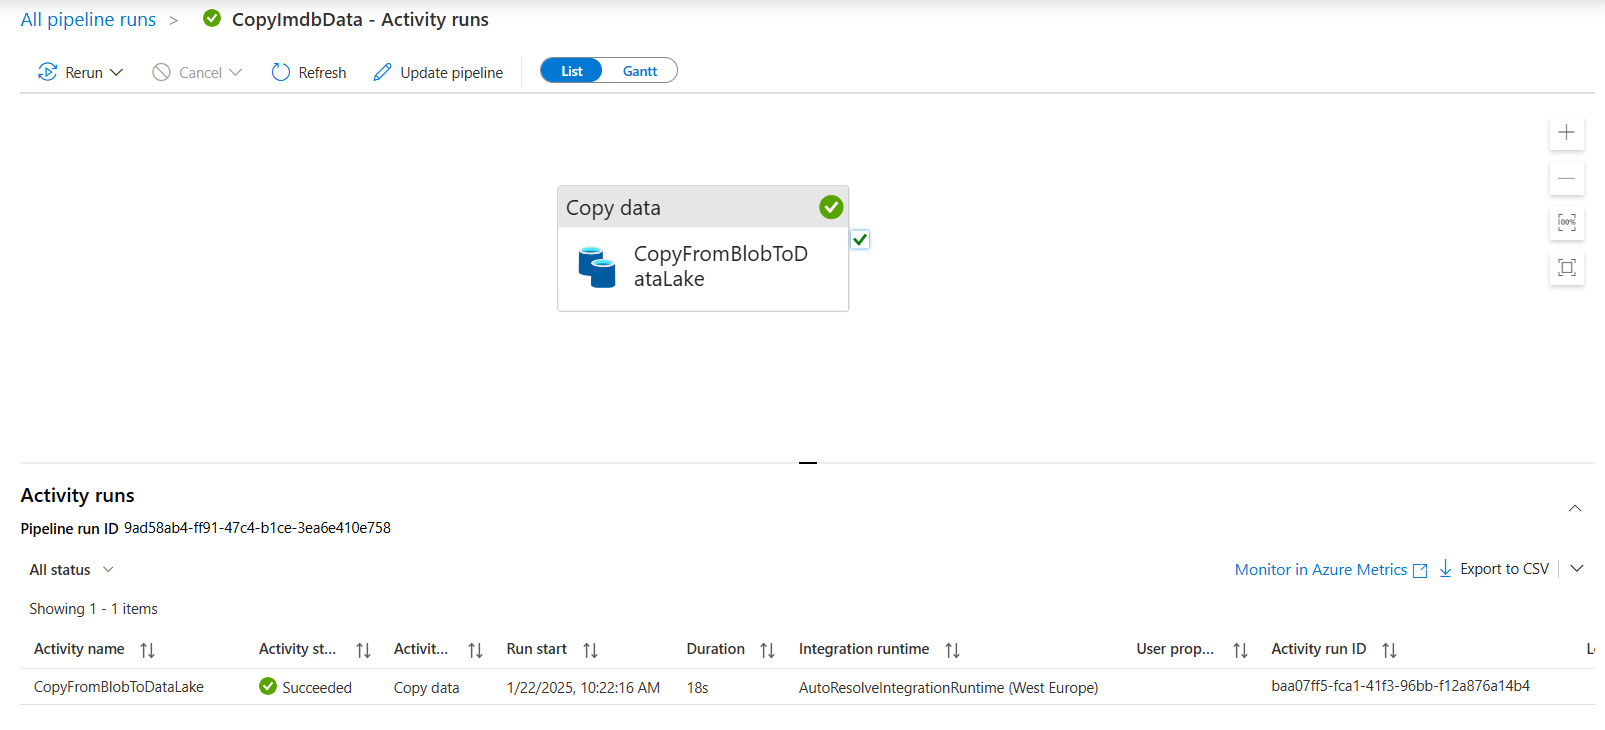 All pipeline runs > CopyImdbData - Activity runs
Rerun Cancel Refresh Update pipeline List Gantt
Copy data
CopyFromBlobToD
ataLake
100%
Activity runs
Pipeline run ID 9ad58ab4-ff91-47c4-b1ce-3ea6e410e758
All status Monitor in Azure Metrics Export to CSV
Showing 1 - 1 items
Activity name Activity st... Activit... Run start Duration Integration runtime User prop... Activity run ID
CopyFromBlobToDataLake Succeeded Copy data 1/22/2025, 10:22:16 AM 18s AutoResolveIntegrationRuntime (West Europe) baa07ff5-fca1-41f3-96bb-f12a876a14b4